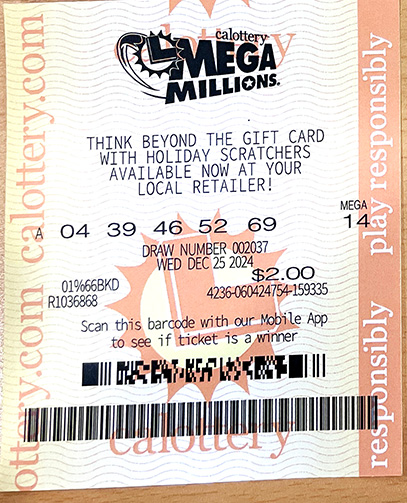 calottery
MEGA
MILLIONS.
THINK BEYOND THE GIFT CARD
WITH HOLIDAY SCRATCHERS
AVAILABLE NOW AT YOUR
LOCAL RETAILER!
MEGA
A 04 39 46 52 69 14
DRAW NUMBER 002037
WED DEC 25 2024
$2.00
01%66BKD 4236-060424754-159335
R1036868
Scan this barcode with our Mobile App
to see if ticket is a winner
calottery
calottery.com calottery.com
play responsibly
responsibly